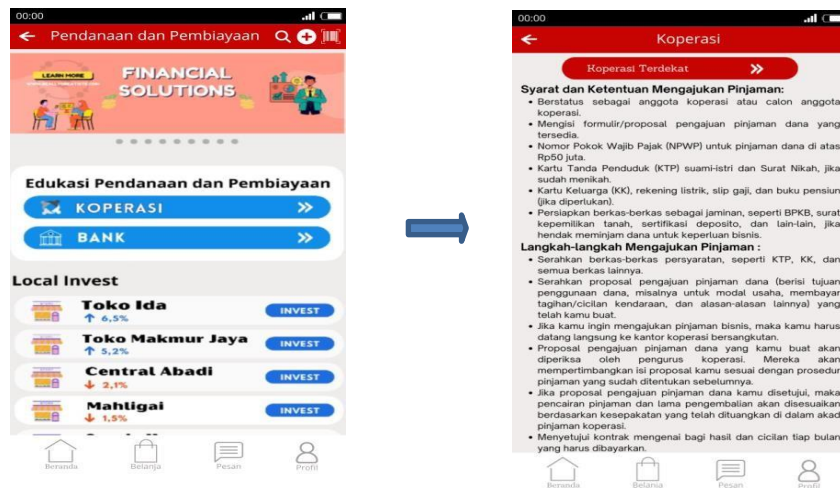 00:00
Pendanaan dan Pembiayaan
LEARN MORE
FINANCIAL
SOLUTIONS
Edukasi Pendanaan dan Pembiayaan
KOPERASI
BANK
Local Invest
Toko Ida
6,5%
INVEST
Toko Makmur Jaya
5,2%
INVEST
Central Abadi
2,1%
INVEST
Mahligai
1,5%
INVEST
Beranda
Belanja
Pesan
Profil
00:00
Koperasi
Koperasi Terdekat
Syarat dan Ketentuan Mengajukan Pinjaman:
• Berstatus sebagai anggota koperasi atau calon anggota
koperasi.
• Mengisi formulir/proposal pengajuan pinjaman dana yang
tersedia.
• Nomor Pokok Wajib Pajak (NPWP) untuk pinjaman dana di atas
Rp50 juta.
• Kartu Tanda Penduduk (KTP) suami-istri dan Surat Nikah, jika
sudah menikah.
• Kartu Keluarga (KK), rekening listrik, slip gaji, dan buku pensiun
(jika diperlukan).
• Persiapkan berkas-berkas sebagai jaminan, seperti BPKB, surat
kepemilikan tanah, sertifikasi deposito, dan lain-lain, jika
hendak meminjam dana untuk keperluan bisnis.
Langkah-langkah Mengajukan Pinjaman :
• Serahkan berkas-berkas persyaratan, seperti KTP, KK, dan
semua berkas lainnya.
• Serahkan proposal pengajuan pinjaman dana (berisi tujuan
penggunaan dana, misalnya untuk modal usaha, membayar
tagihan/cicilan kendaraan, dan alasan-alasan lainnya) yang
telah kamu buat.
• Jika kamu ingin mengajukan pinjaman bisnis, maka kamu harus
datang langsung ke kantor koperasi bersangkutan.
• Proposal pengajuan pinjaman dana yang kamu buat akan
diperiksa oleh pengurus koperasi. Mereka akan
mempertimbangkan isi proposal kamu sesuai dengan prosedur
pinjaman yang sudah ditentukan sebelumnya.
• Jika proposal pengajuan pinjaman dana kamu disetujui, maka
pencairan pinjaman dan lama pengembalian akan disesuaikan
berdasarkan kesepakatan yang telah dituangkan di dalam akad
pinjaman koperasi.
• Menyetujui kontrak mengenai bagi hasil dan cicilan tiap bulan
yang harus dibayarkan.
Beranda
Belanja
Pesan
Profil